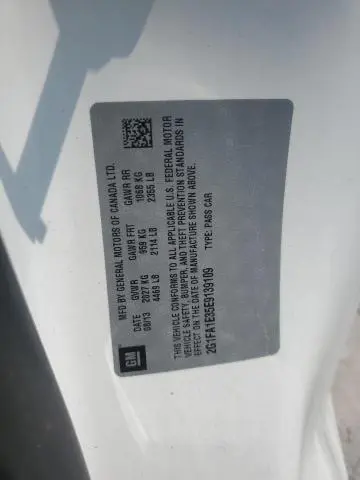 MFD BY GENERAL MOTORS OF CANADA LTD.
DATE GVWR GAWR FRT GAWR RR
08/13 2027 KG 959 KG 1068 KG
4469 LB 2114 LB 2355 LB
THIS VEHICLE CONFORMS TO ALL APPLICABLE U.S. FEDERAL MOTOR
VEHICLE SAFETY, BUMPER, AND THEFT PREVENTION STANDARDS IN
EFFECT ON THE DATE OF MANUFACTURE SHOWN ABOVE.
2G1FA1E35E9139109 TYPE: PASS CAR
GM